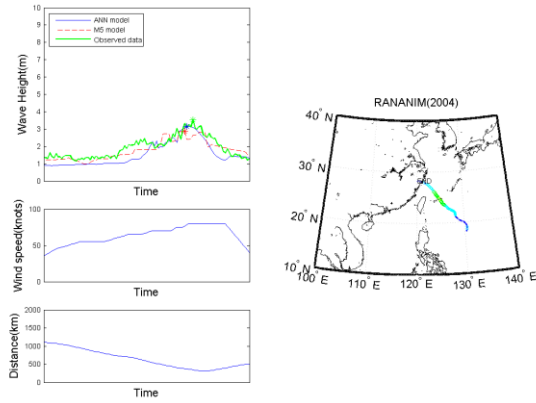 10
9
8
7
6
5
4
3
2
1
0
Wave Height(m)
ANN model
M5 model
Observed data
Time
100
50
0
Wind speed(knots)
Time
2000
1500
1000
500
0
Distance(km)
Time
RANANIM(2004)
40° N
30° N
20° N
10° N
100° E
110° E
120° E
130° E
140° E
END